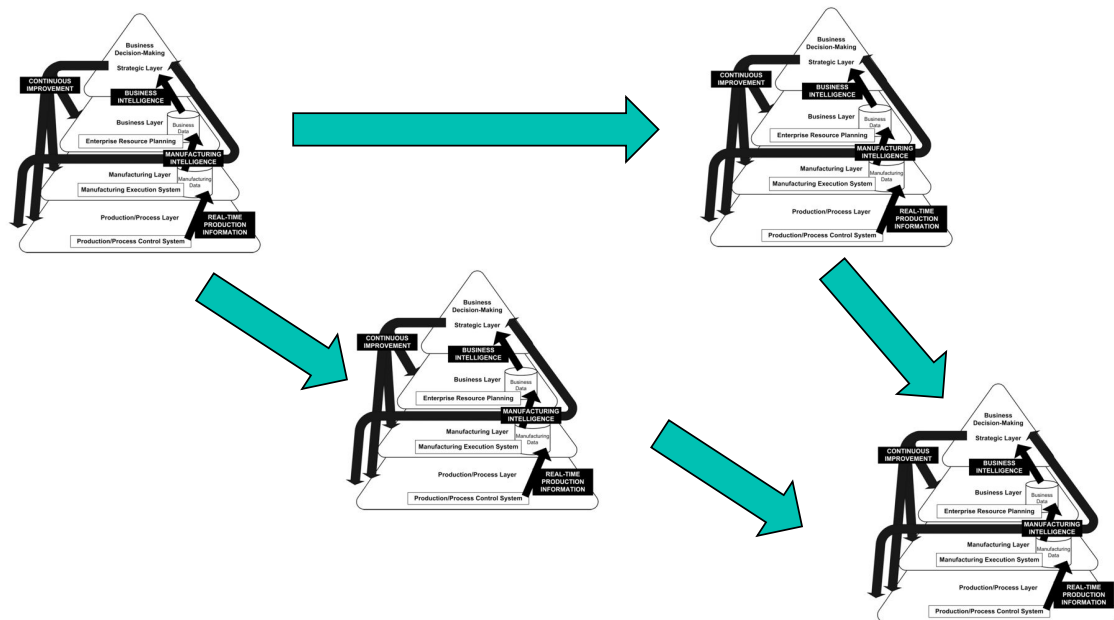 Business
Decision-Making
Strategic Layer
CONTINUOUS
IMPROVEMENT
BUSINESS
INTELLIGENCE
Business Layer
Business
Data
Enterprise Resource Planning
MANUFACTURING
INTELLIGENCE
Manufacturing Layer
Manufacturing
Data
Manufacturing Execution System
Production/Process Layer
REAL-TIME
PRODUCTION
INFORMATION
Production/Process Control System
Business
Decision-Making
Strategic Layer
CONTINUOUS
IMPROVEMENT
BUSINESS
INTELLIGENCE
Business Layer
Business
Data
Enterprise Resource Planning
MANUFACTURING
INTELLIGENCE
Manufacturing Layer
Manufacturing
Data
Manufacturing Execution System
Production/Process Layer
REAL-TIME
PRODUCTION
INFORMATION
Production/Process Control System
Business
Decision-Making
Strategic Layer
CONTINUOUS
IMPROVEMENT
BUSINESS
INTELLIGENCE
Business Layer
Business
Data
Enterprise Resource Planning
MANUFACTURING
INTELLIGENCE
Manufacturing Layer
Manufacturing
Data
Manufacturing Execution System
Production/Process Layer
REAL-TIME
PRODUCTION
INFORMATION
Production/Process Control System
Business
Decision-Making
Strategic Layer
CONTINUOUS
IMPROVEMENT
BUSINESS
INTELLIGENCE
Business Layer
Business
Data
Enterprise Resource Planning
MANUFACTURING
INTELLIGENCE
Manufacturing Layer
Manufacturing
Data
Manufacturing Execution System
Production/Process Layer
REAL-TIME
PRODUCTION
INFORMATION
Production/Process Control System